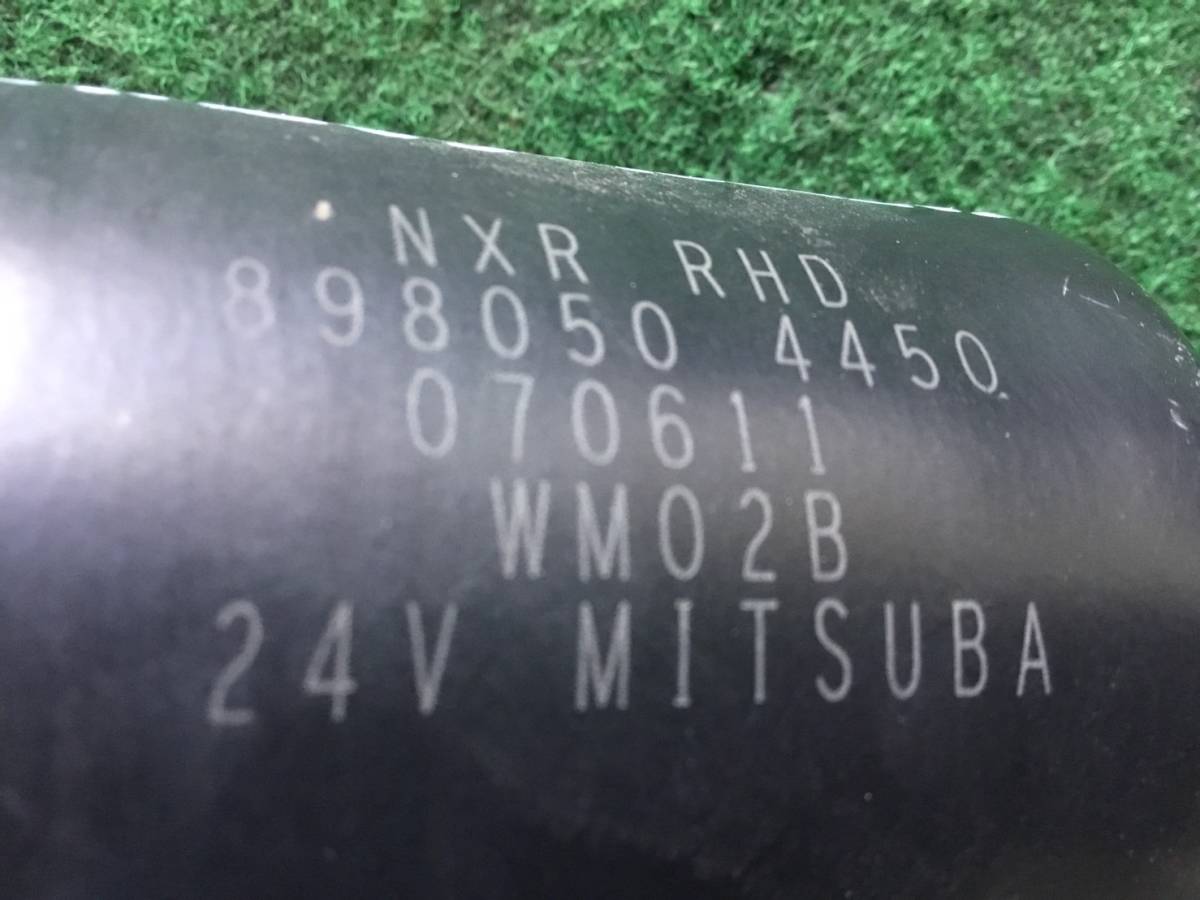 NXR RHD
898050 4450
070611
WM02B
24V MITSUBA